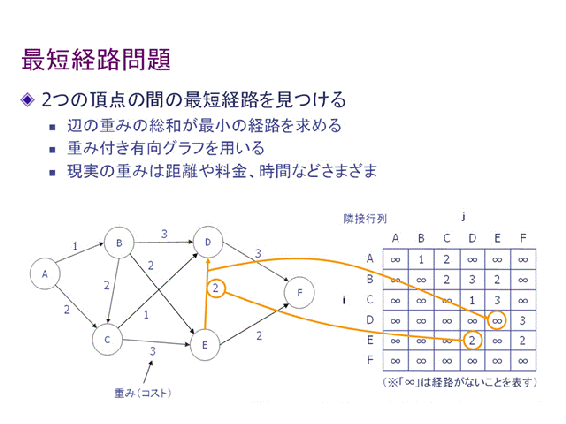 最短経路問題
2つの頂点の間の最短経路を見つける
辺の重みの総和が最小の経路を求める
重み付き有向グラフを用いる
現実の重みは距離や料金、時間などさまざま
隣接行列 j
A B C D E F
A ∞ 1 2 ∞ ∞ ∞
B ∞ ∞ 2 3 2 ∞
C ∞ ∞ ∞ 1 3 ∞
i
D ∞ ∞ ∞ ∞ ∞ 3
E ∞ ∞ ∞ 2 ∞ 2
F ∞ ∞ ∞ ∞ ∞ ∞
(※「∞」は経路がないことを表す)
3
1 B D
2 3
A
2 2 F
2 1
C E 2
3
重み(コスト)